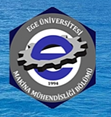 EGE ÜNİVERSİTESİ
e
1994
MAKİNA MÜHENDİSLİĞİ BÖLÜMÜ